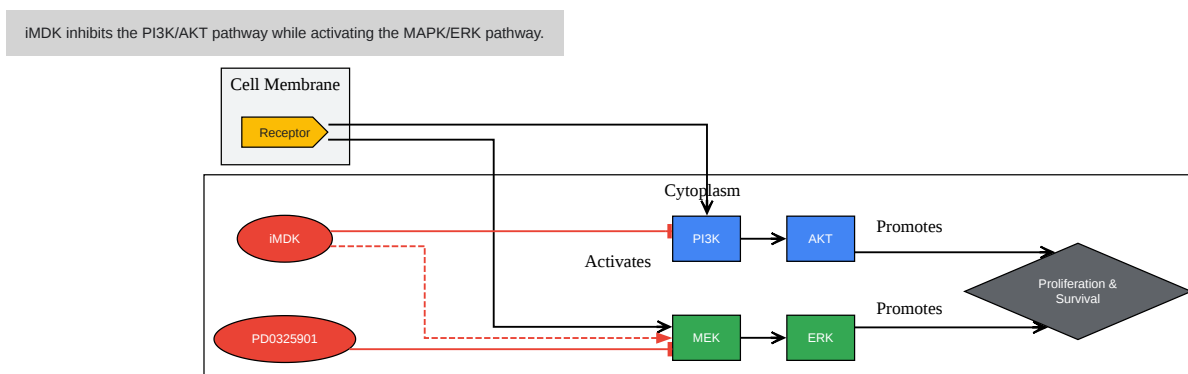 iMDK inhibits the PI3K/AKT pathway while activating the MAPK/ERK pathway.
Cell Membrane
Receptor
Cytoplasm
iMDK
PI3K
AKT
Promotes
Activates
Proliferation &
Survival
PD0325901
MEK
ERK
Promotes